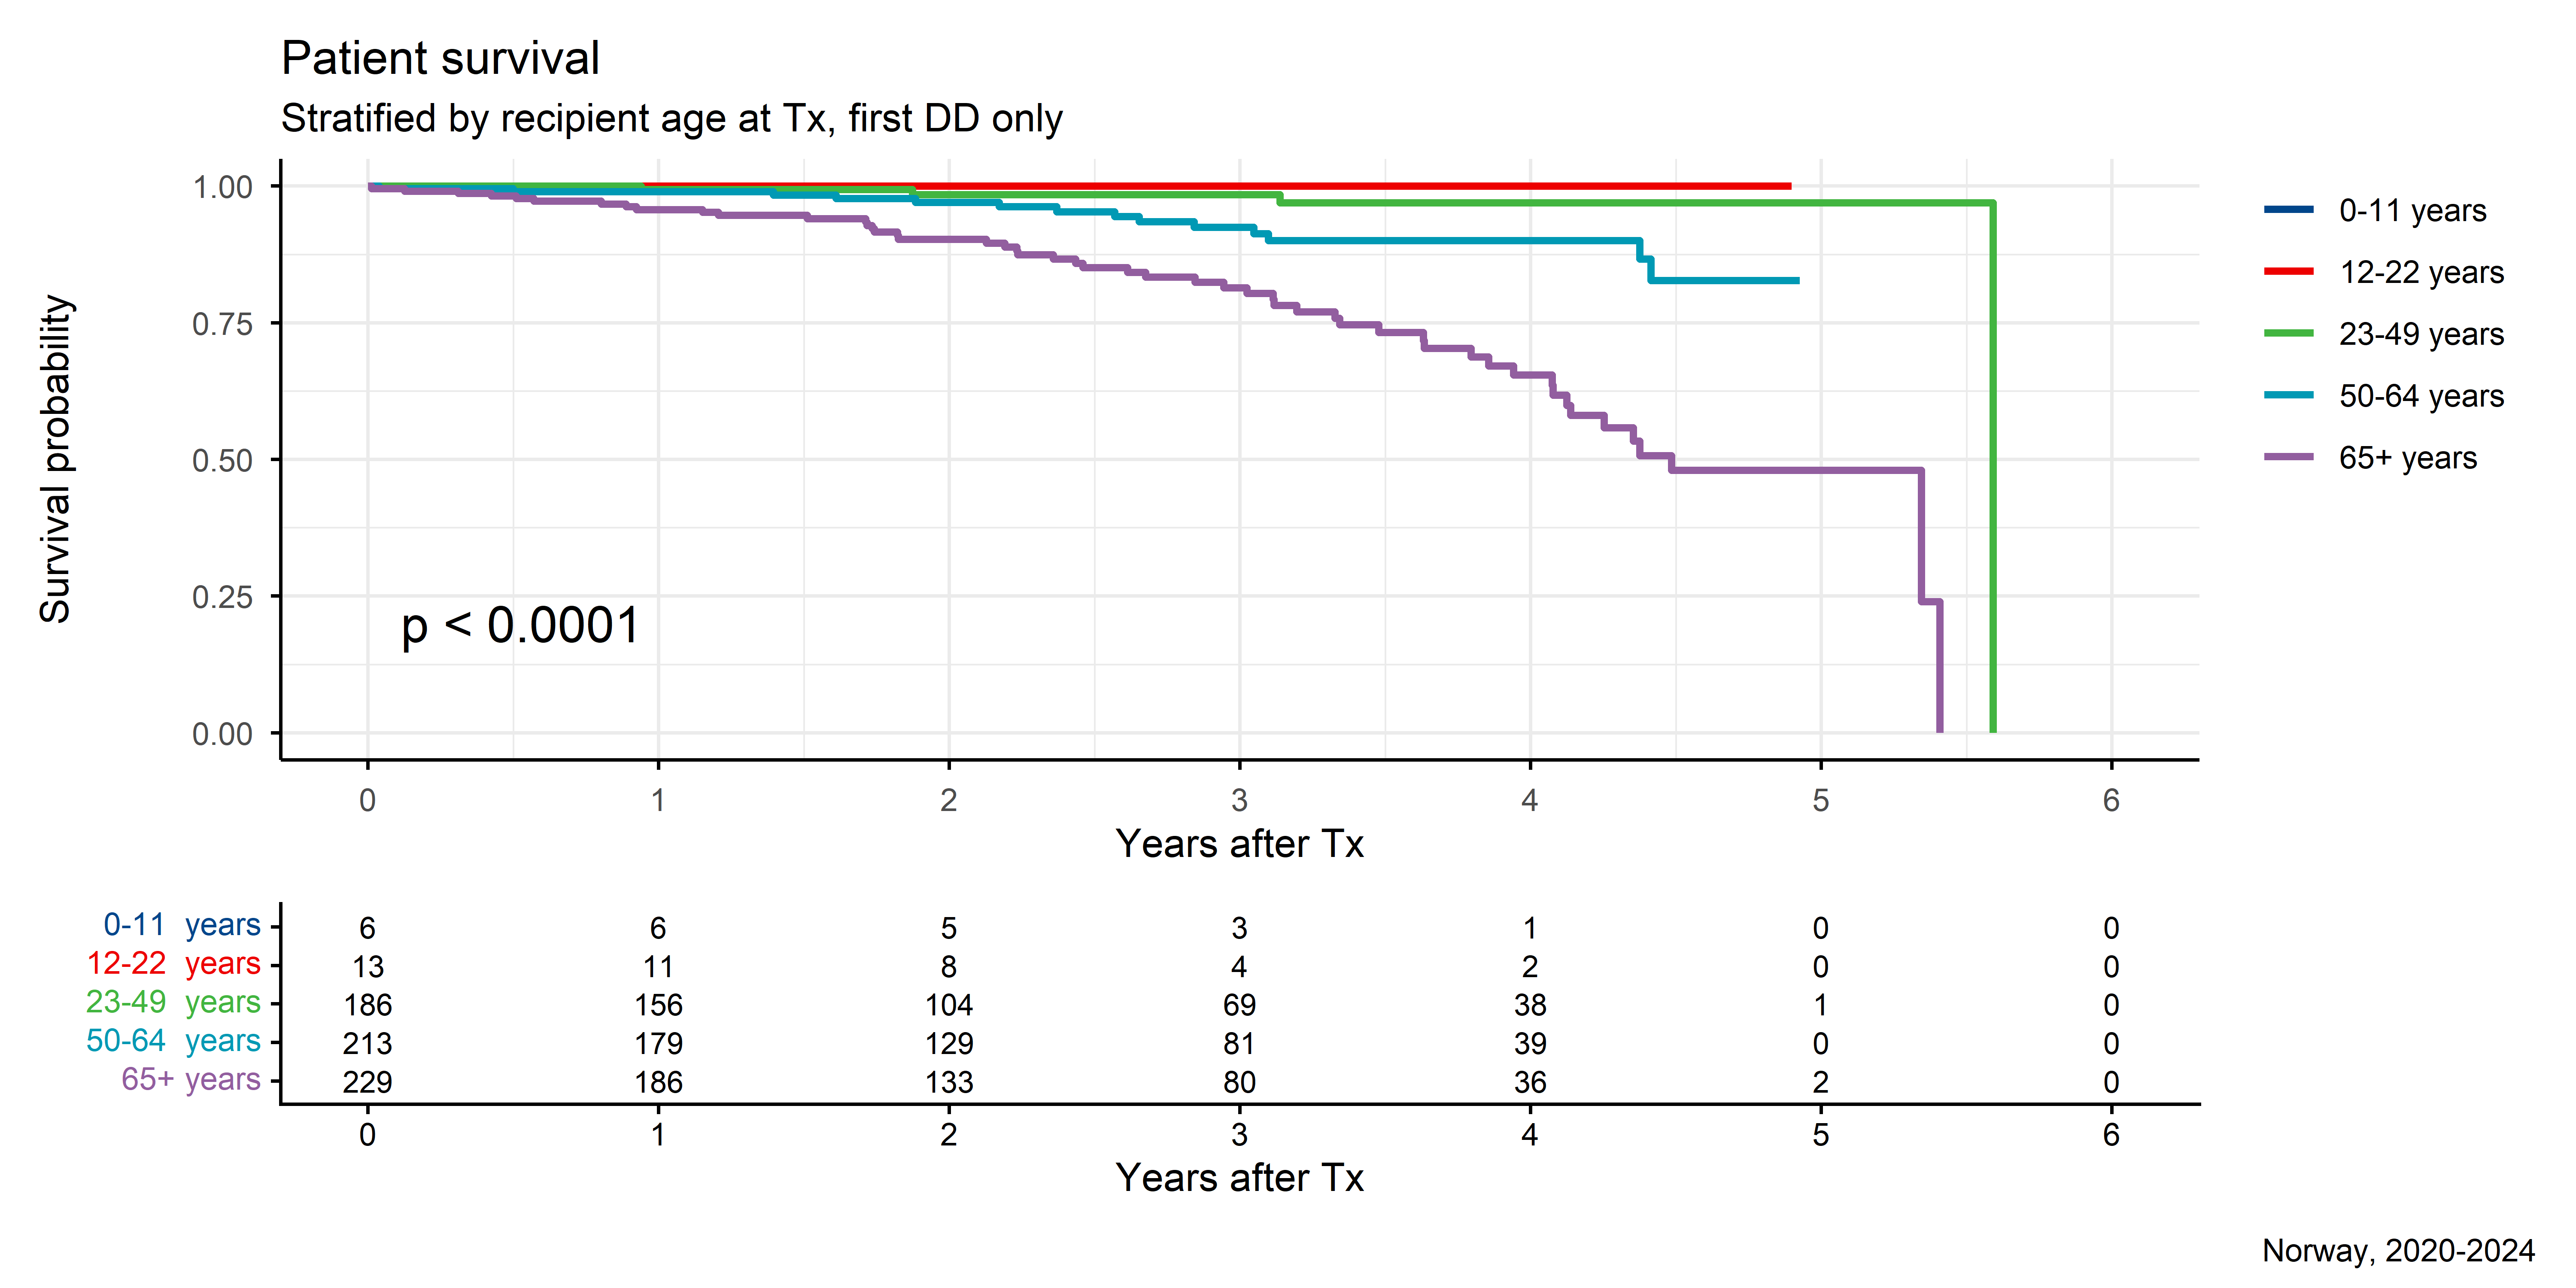 Patient survival
Stratified by recipient age at Tx, first DD only
Survival probability
1.00
0.75
0.50
0.25
0.00
p < 0.0001
0 1 2 3 4 5 6
Years after Tx
0-11 years
12-22 years
23-49 years
50-64 years
65+ years
0-11 years 6 6 5 3 1 0 0
12-22 years 13 11 8 4 2 0 0
23-49 years 186 156 104 69 38 1 0
50-64 years 213 179 129 81 39 0 0
65+ years 229 186 133 80 36 2 0
0 1 2 3 4 5 6
Years after Tx
Norway, 2020-2024